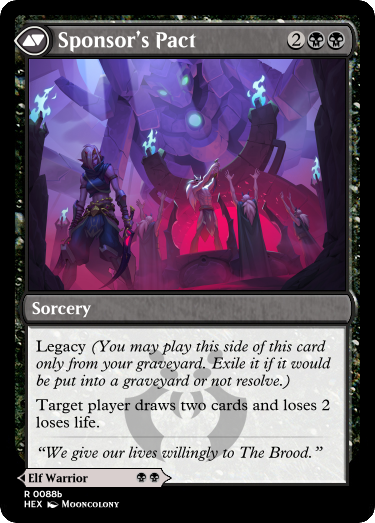 Sponsor's Pact 2
Sorcery
Legacy (You may play this side of this card
only from your graveyard. Exile it if it would
be put into a graveyard or not resolve.)
Target player draws two cards and loses 2
loses life.
"We give our lives willingly to The Brood."
Elf Warrior
R 0088b
HEX Mooncolony